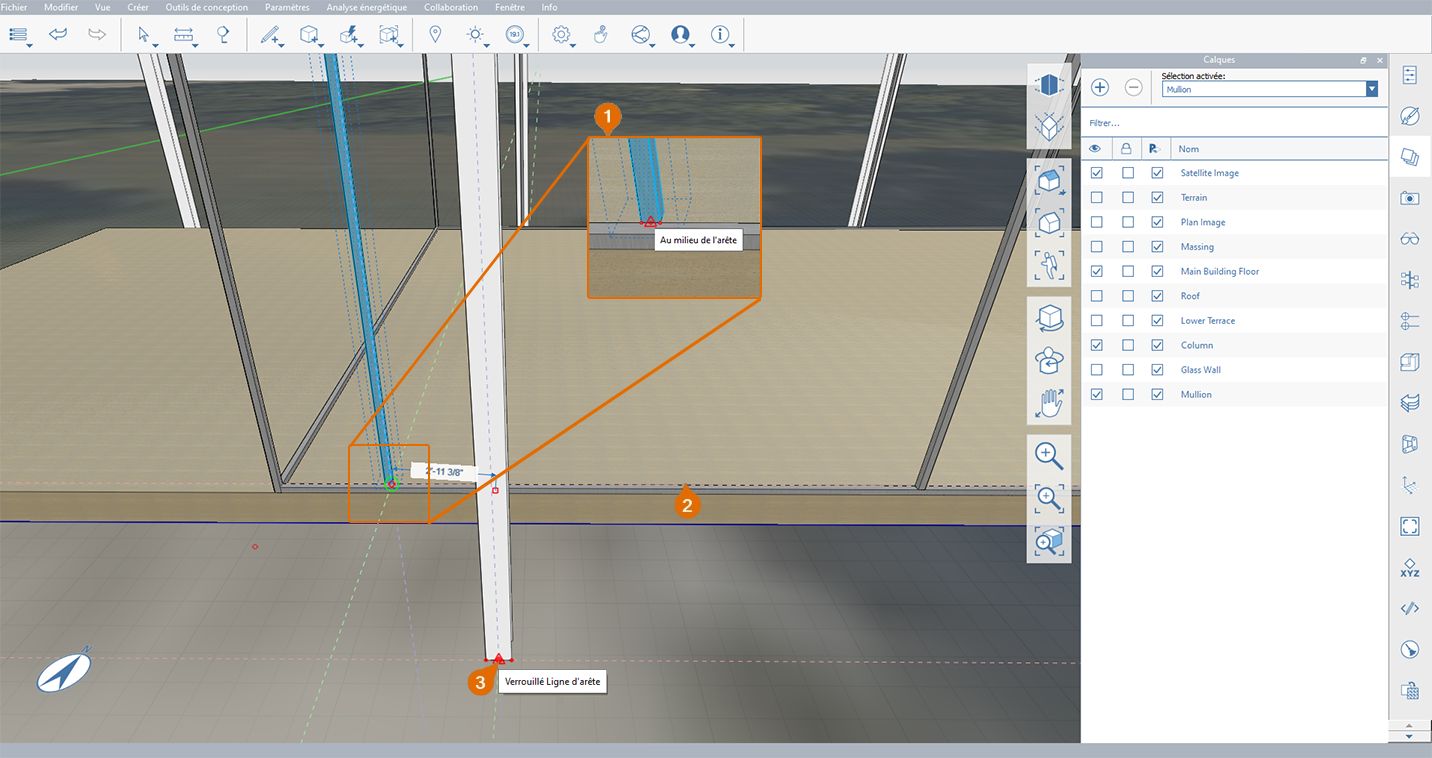 Fichier Modifier Vue Créer Outils de conception Paramètres Analyse énergétique Collaboration Fenêtre Info
19.1
Calques
Sélection activée:
Mullion
Filtrer...
Nom
Satellite Image
Terrain
Plan Image
Massing
Main Building Floor
Roof
Lower Terrace
Column
Glass Wall
Mullion
1
Au milieu de l'arête
2'-11 3/8"
2
3
Verrouillé Ligne d'arête
N
XYZ